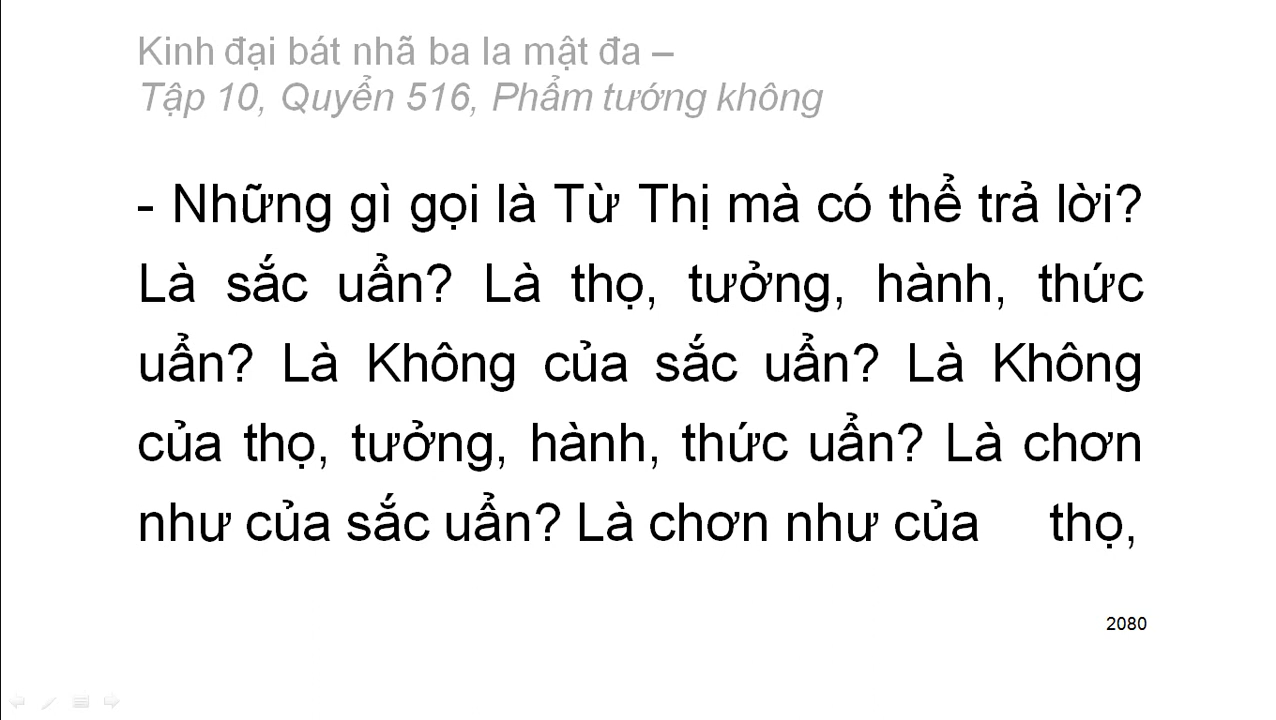 Kinh đại bát nhã ba la mật đa –
Tập 10, Quyển 516, Phẩm tướng không
- Những gì gọi là Từ Thị mà có thể trả lời?
Là sắc uẩn? Là thọ, tưởng, hành, thức
uẩn? Là Không của sắc uẩn? Là Không
của thọ, tưởng, hành, thức uẩn? Là chơn
như của sắc uẩn? Là chơn như của thọ,
2080